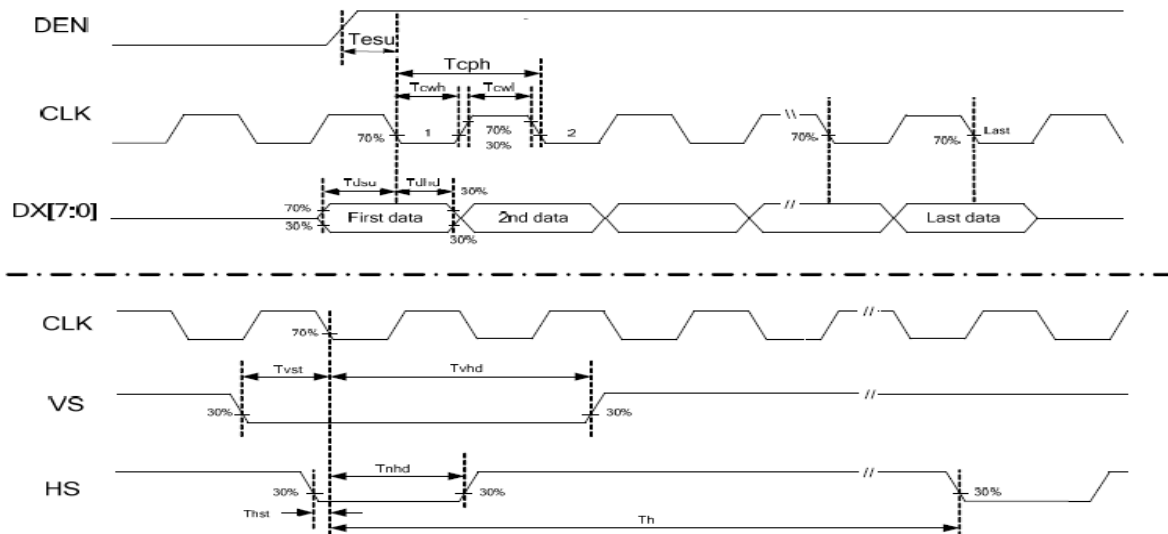 DEN
Tesu
Tcph
Tcwh Tcwl
CLK
70% 1 70% 30% 2 // 70% 70% Last
Tdsu Tdhd 30%
DX[7:0]
70% 30% First data 30% 2nd data // Last data
CLK
70% //
Tvst Tvhd
VS
30% 30% //
Tnhd
HS
30% 30% // 30%
Thst
Th